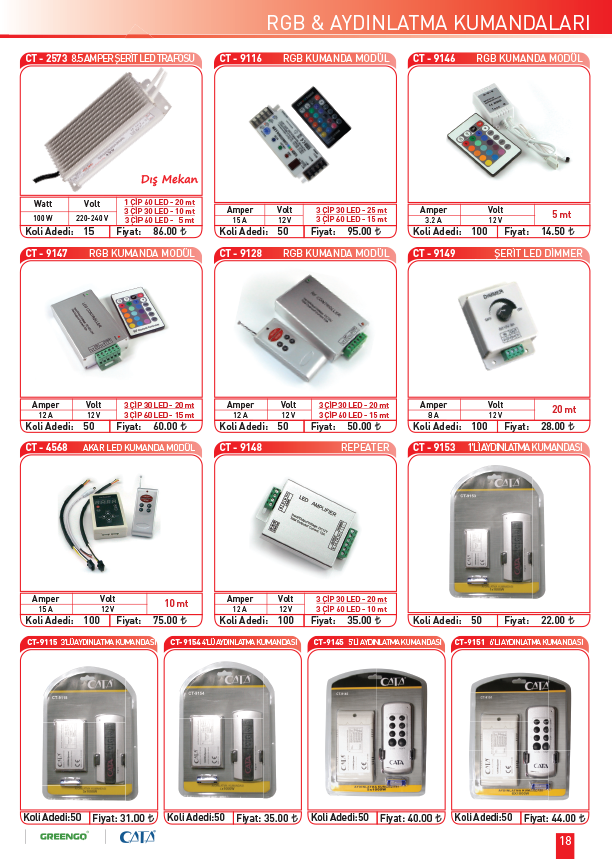 RGB & AYDINLATMA KUMANDALARI
CT - 2573 8.5 AMPER ŞERİT LED TRAFOSU
Dış Mekan
Watt Volt 1 ÇİP 60 LED - 20 mt
3 ÇİP 30 LED - 10 mt
100 W 220-240 V 3 ÇİP 60 LED - 5 mt
Koli Adedi: 15 Fiyat: 86.00 ₺
CT - 9116 RGB KUMANDA MODÜL
Amper Volt 3 ÇİP 30 LED - 25 mt
15 A 12 V 3 ÇİP 60 LED - 15 mt
Koli Adedi: 50 Fiyat: 95.00 ₺
CT - 9146 RGB KUMANDA MODÜL
Amper Volt 5 mt
3.2 A 12 V
Koli Adedi: 100 Fiyat: 14.50 ₺
CT - 9147 RGB KUMANDA MODÜL
LED CONTROLLER
Amper Volt 3 ÇİP 30 LED - 20 mt
12 A 12 V 3 ÇİP 60 LED - 15 mt
Koli Adedi: 50 Fiyat: 60.00 ₺
CT - 9128 RGB KUMANDA MODÜL
RF CONTROLLER
Amper Volt 3 ÇİP 30 LED - 20 mt
12 A 12 V 3 ÇİP 60 LED - 15 mt
Koli Adedi: 50 Fiyat: 50.00 ₺
CT - 9149 ŞERİT LED DİMMER
DIMMER
Amper Volt 20 mt
8 A 12 V
Koli Adedi: 100 Fiyat: 28.00 ₺
CT - 4568 AKAR LED KUMANDA MODÜL
Amper Volt 10 mt
15 A 12 V
Koli Adedi: 100 Fiyat: 75.00 ₺
CT - 9148 REPEATER
LED AMPLIFIER
Amper Volt 3 ÇİP 30 LED - 20 mt
12 A 12 V 3 ÇİP 60 LED - 10 mt
Koli Adedi: 100 Fiyat: 35.00 ₺
CT - 9153 1'Lİ AYDINLATMA KUMANDASI
CATA
CT-9153
Koli Adedi: 50 Fiyat: 22.00 ₺
CT-9115 3'LÜ AYDINLATMA KUMANDASI
CATA
CATA
Koli Adedi:50 Fiyat: 31.00 ₺
CT - 9154 4'LÜ AYDINLATMA KUMANDASI
CATA
CT-9154
Koli Adedi:50 Fiyat: 35.00 ₺
CT-9145 5'Lİ AYDINLATMA KUMANDASI
CATA
CATA
Koli Adedi:50 Fiyat: 40.00 ₺
CT-9151 6'LI AYDINLATMA KUMANDASI
CATA
CATA
Koli Adedi:50 Fiyat: 44.00 ₺
GREENGO
CATA
18